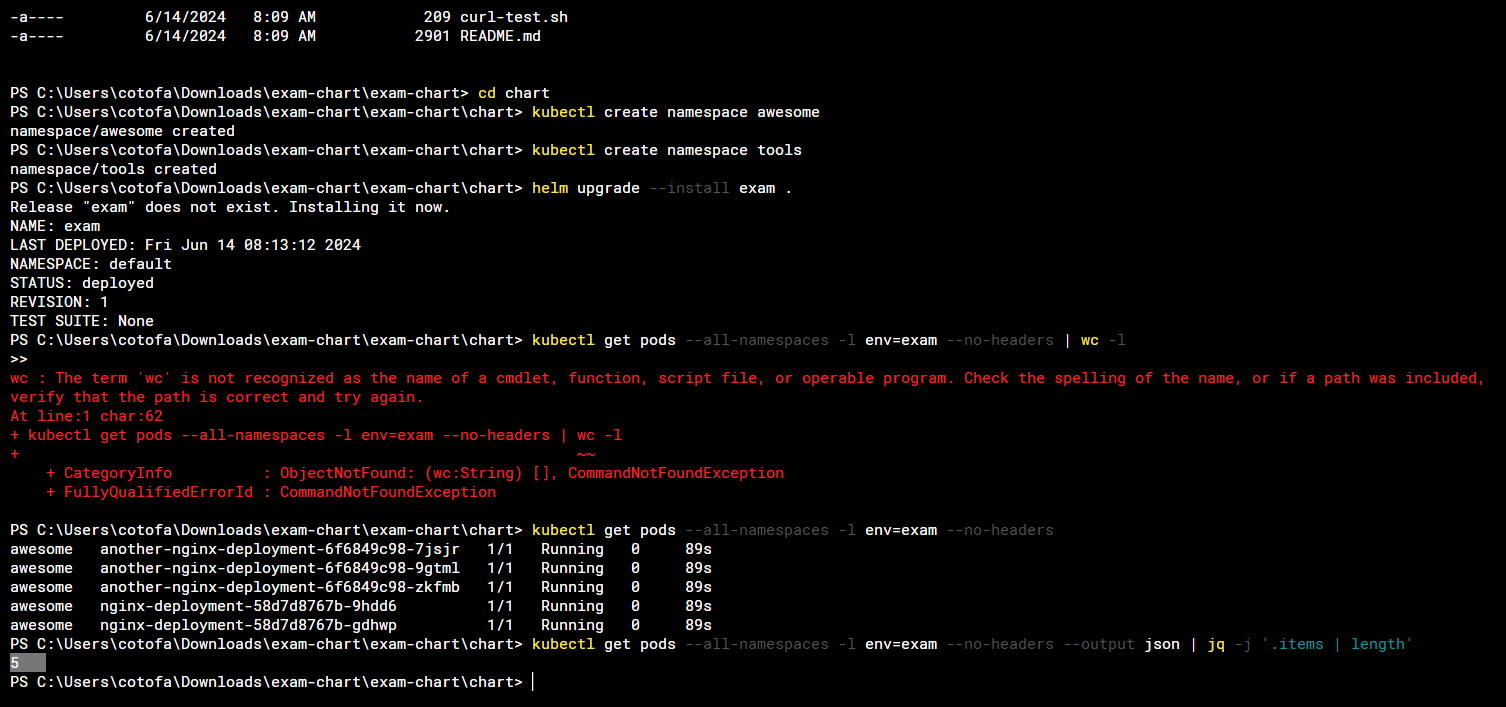 -a----         6/14/2024   8:09 AM            209 curl-test.sh
-a----         6/14/2024   8:09 AM           2901 README.md
PS C:\Users\cotofa\Downloads\exam-chart\exam-chart> cd chart
PS C:\Users\cotofa\Downloads\exam-chart\exam-chart\chart> kubectl create namespace awesome
namespace/awesome created
PS C:\Users\cotofa\Downloads\exam-chart\exam-chart\chart> kubectl create namespace tools
namespace/tools created
PS C:\Users\cotofa\Downloads\exam-chart\exam-chart\chart> helm upgrade --install exam .
Release "exam" does not exist. Installing it now.
NAME: exam
LAST DEPLOYED: Fri Jun 14 08:13:12 2024
NAMESPACE: default
STATUS: deployed
REVISION: 1
TEST SUITE: None
PS C:\Users\cotofa\Downloads\exam-chart\exam-chart\chart> kubectl get pods --all-namespaces -l env=exam --no-headers | wc -l
>>
wc : The term 'wc' is not recognized as the name of a cmdlet, function, script file, or operable program. Check the spelling of the name, or if a path was included,
verify that the path is correct and try again.
At line:1 char:62
+ kubectl get pods --all-namespaces -l env=exam --no-headers | wc -l
+                                                              ~~
    + CategoryInfo          : ObjectNotFound: (wc:String) [], CommandNotFoundException
    + FullyQualifiedErrorId : CommandNotFoundException
PS C:\Users\cotofa\Downloads\exam-chart\exam-chart\chart> kubectl get pods --all-namespaces -l env=exam --no-headers
awesome   another-nginx-deployment-6f6849c98-7jsjr   1/1   Running   0     89s
awesome   another-nginx-deployment-6f6849c98-9gtml   1/1   Running   0     89s
awesome   another-nginx-deployment-6f6849c98-zkfmb   1/1   Running   0     89s
awesome   nginx-deployment-58d7d8767b-9hdd6          1/1   Running   0     89s
awesome   nginx-deployment-58d7d8767b-gdhwp          1/1   Running   0     89s
PS C:\Users\cotofa\Downloads\exam-chart\exam-chart\chart> kubectl get pods --all-namespaces -l env=exam --no-headers --output json | jq -j '.items | length'
5
PS C:\Users\cotofa\Downloads\exam-chart\exam-chart\chart>